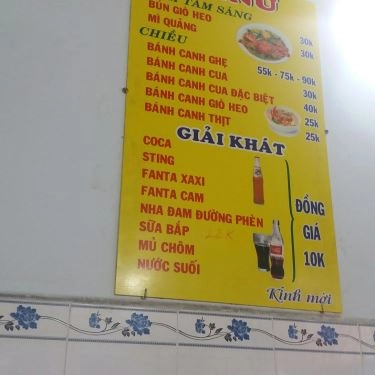 TAM SÁNG
BÚN GIÒ HEO 30k
MÌ QUẢNG 30k
CHIỀU
BÁNH CANH GHẸ 55k - 75k - 90k
BÁNH CANH CUA 30k
BÁNH CANH CUA ĐẶC BIỆT 40k
BÁNH CANH GIÒ HEO 25k
BÁNH CANH THỊT 25k
GIẢI KHÁT
COCA
STING
FANTA XAXI
FANTA CAM
NHA ĐAM ĐƯỜNG PHÈN
SỮA BẮP 12K
MỦ CHÔM
NƯỚC SUỐI
ĐỒNG
GIÁ
10K
Kính mời